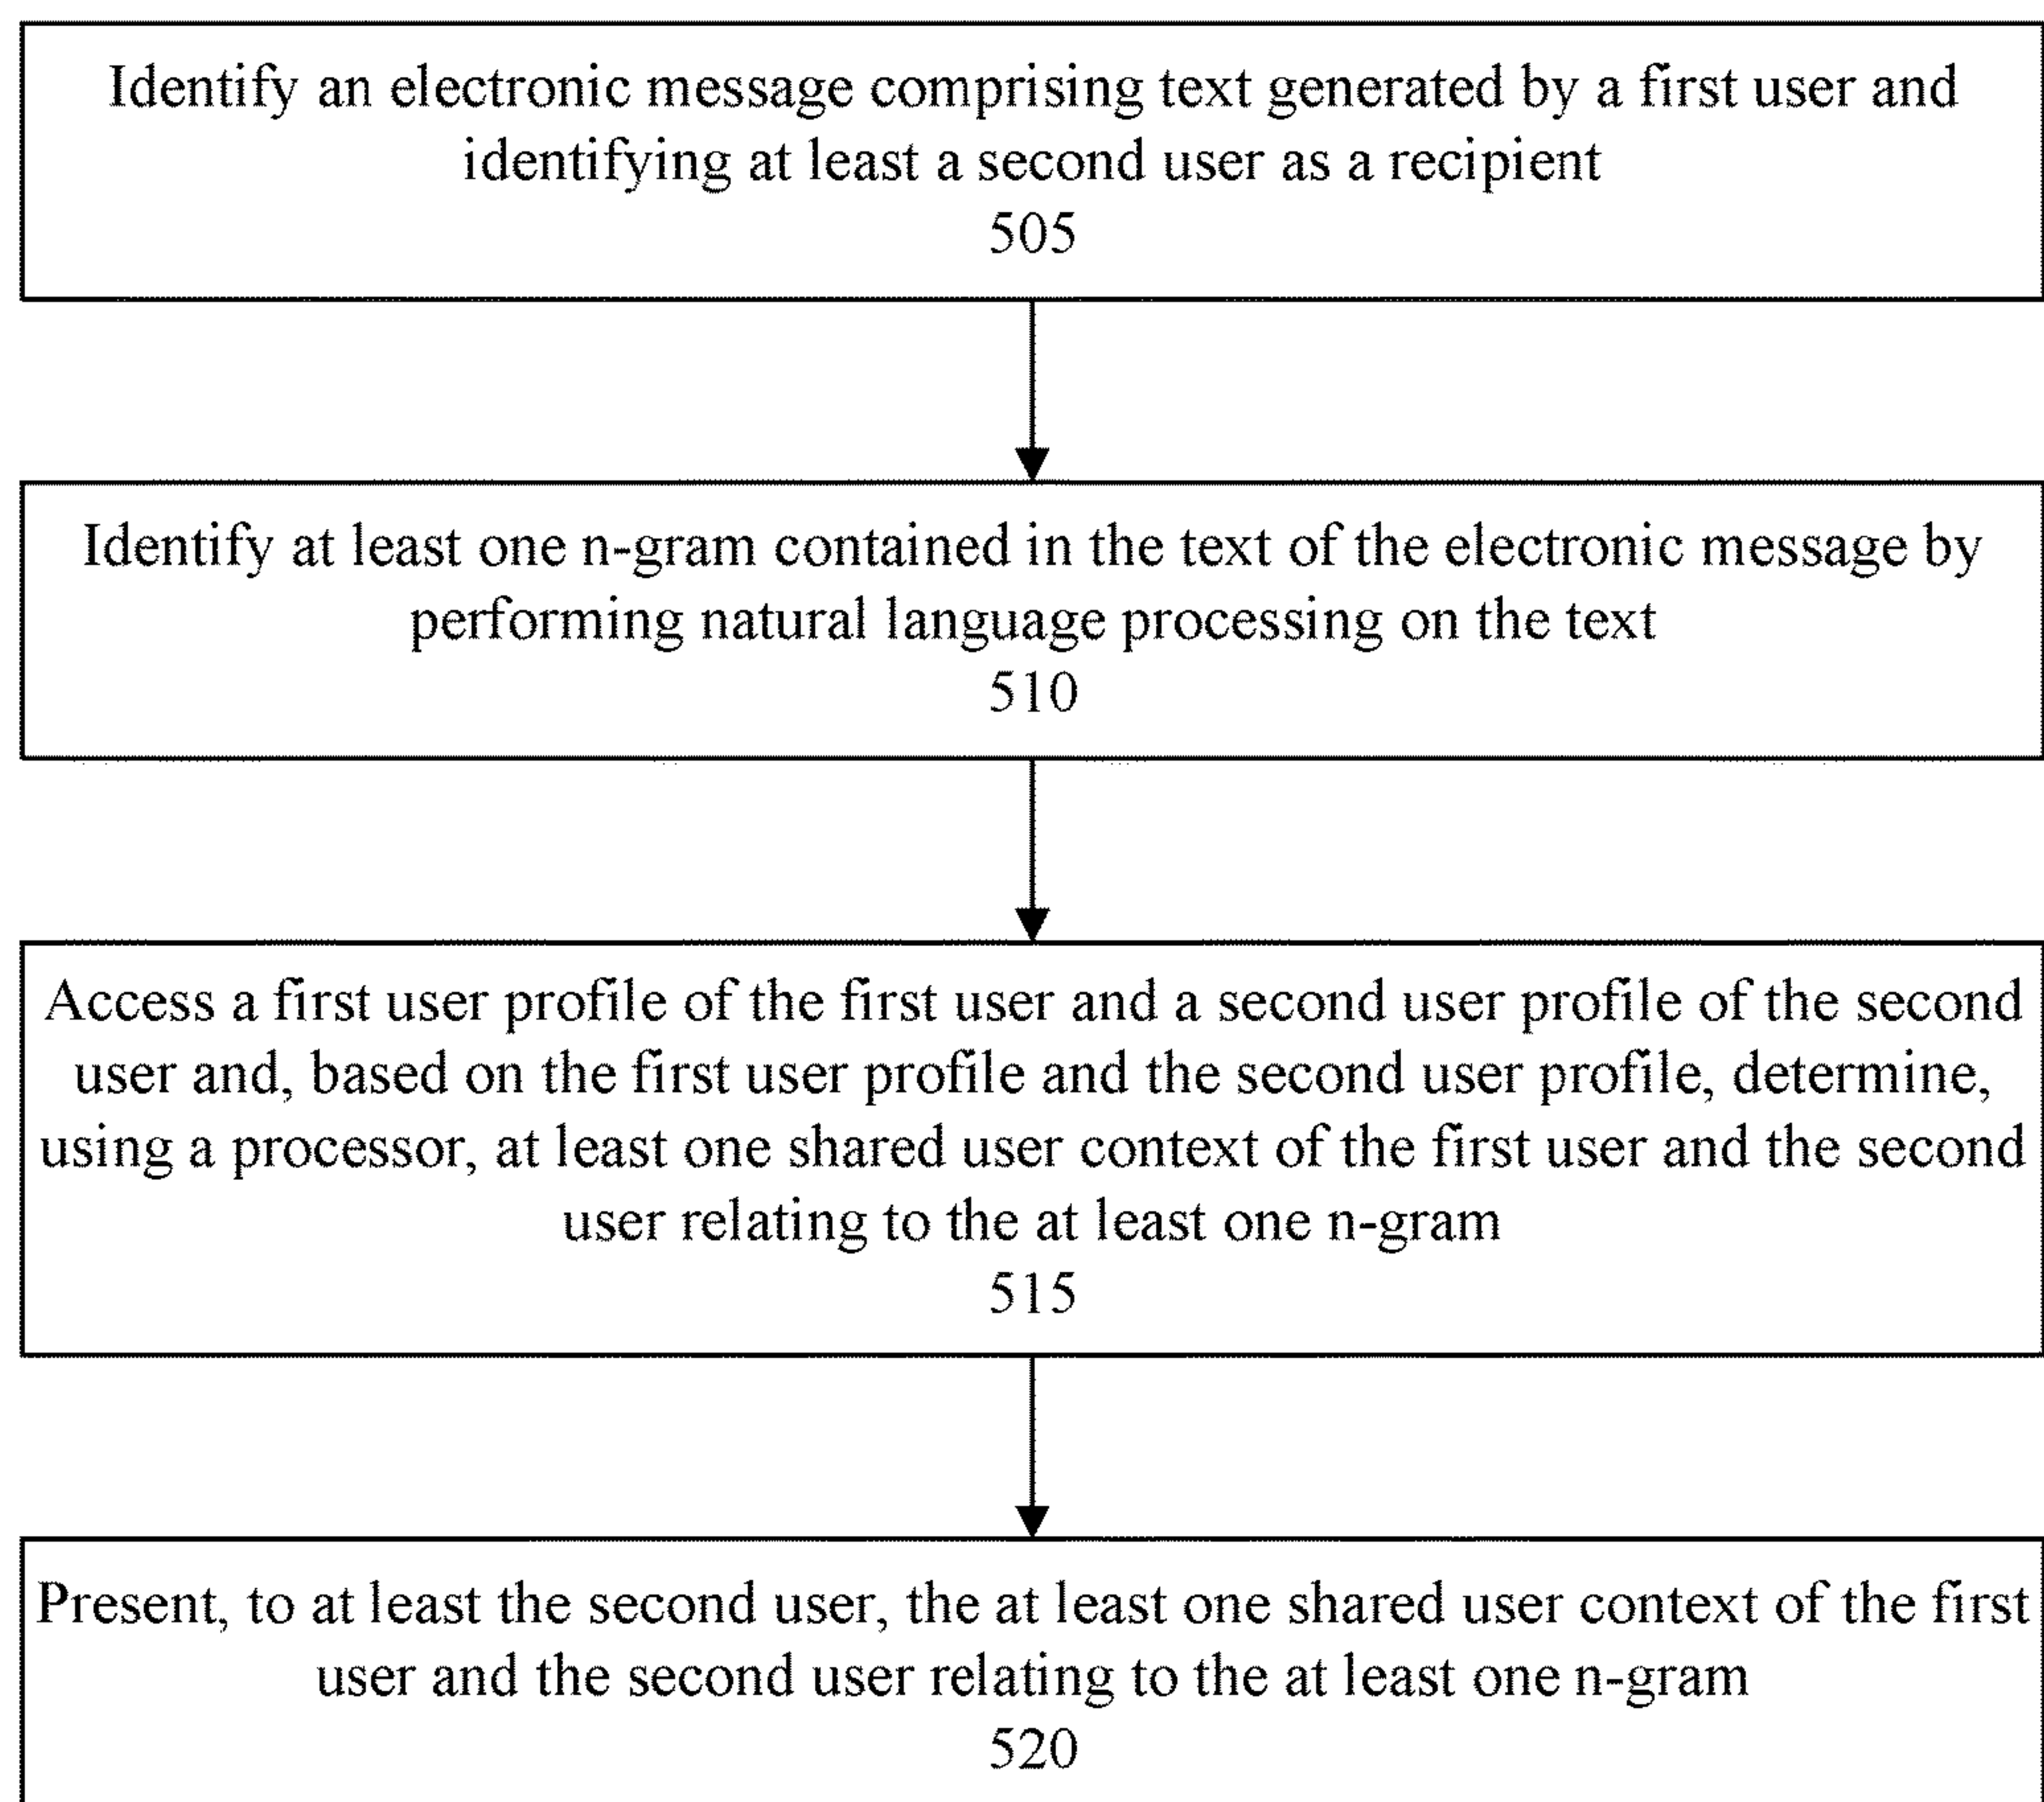 Identify an electronic message comprising text generated by a first user and
identifying at least a second user as a recipient
505
Identify at least one n-gram contained in the text of the electronic message by
performing natural language processing on the text
510
Access a first user profile of the first user and a second user profile of the second
user and, based on the first user profile and the second user profile, determine,
using a processor, at least one shared user context of the first user and the second
user relating to the at least one n-gram
515
Present, to at least the second user, the at least one shared user context of the first
user and the second user relating to the at least one n-gram
520